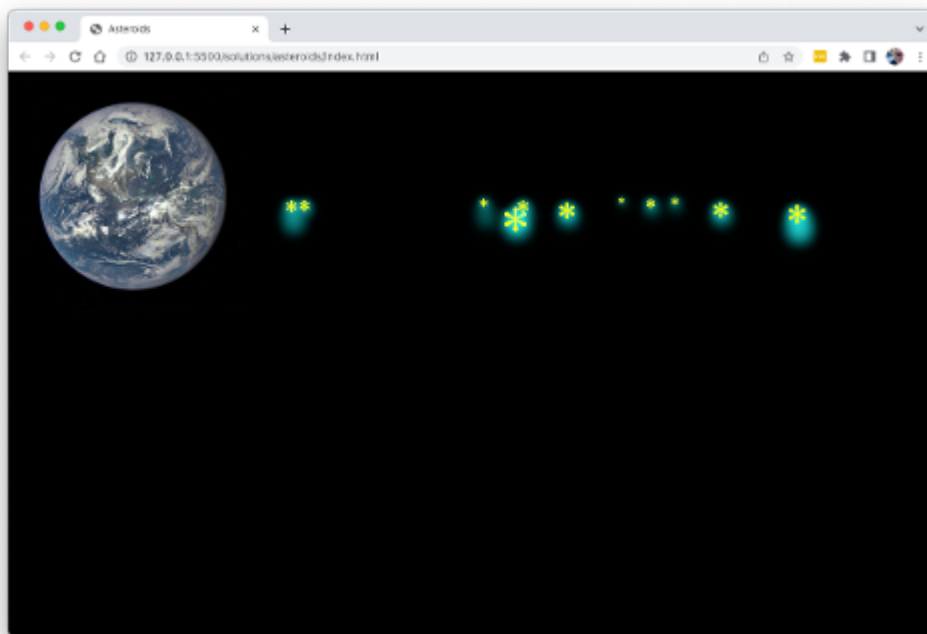 Asteroids
127.0.0.1:5500/solutions/asteroids/index.html
** + * * * * * * * *